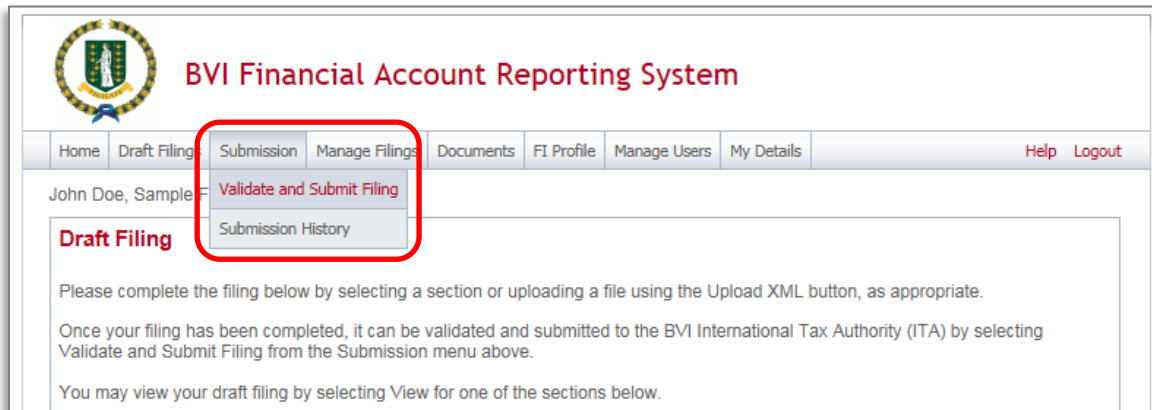 VIGILATE
BVI Financial Account Reporting System
Home Draft Filings Submission Manage Filings Documents FI Profile Manage Users My Details Help Logout
John Doe, Sample F
Validate and Submit Filing
Submission History
Draft Filing
Please complete the filing below by selecting a section or uploading a file using the Upload XML button, as appropriate.
Once your filing has been completed, it can be validated and submitted to the BVI International Tax Authority (ITA) by selecting
Validate and Submit Filing from the Submission menu above.
You may view your draft filing by selecting View for one of the sections below.